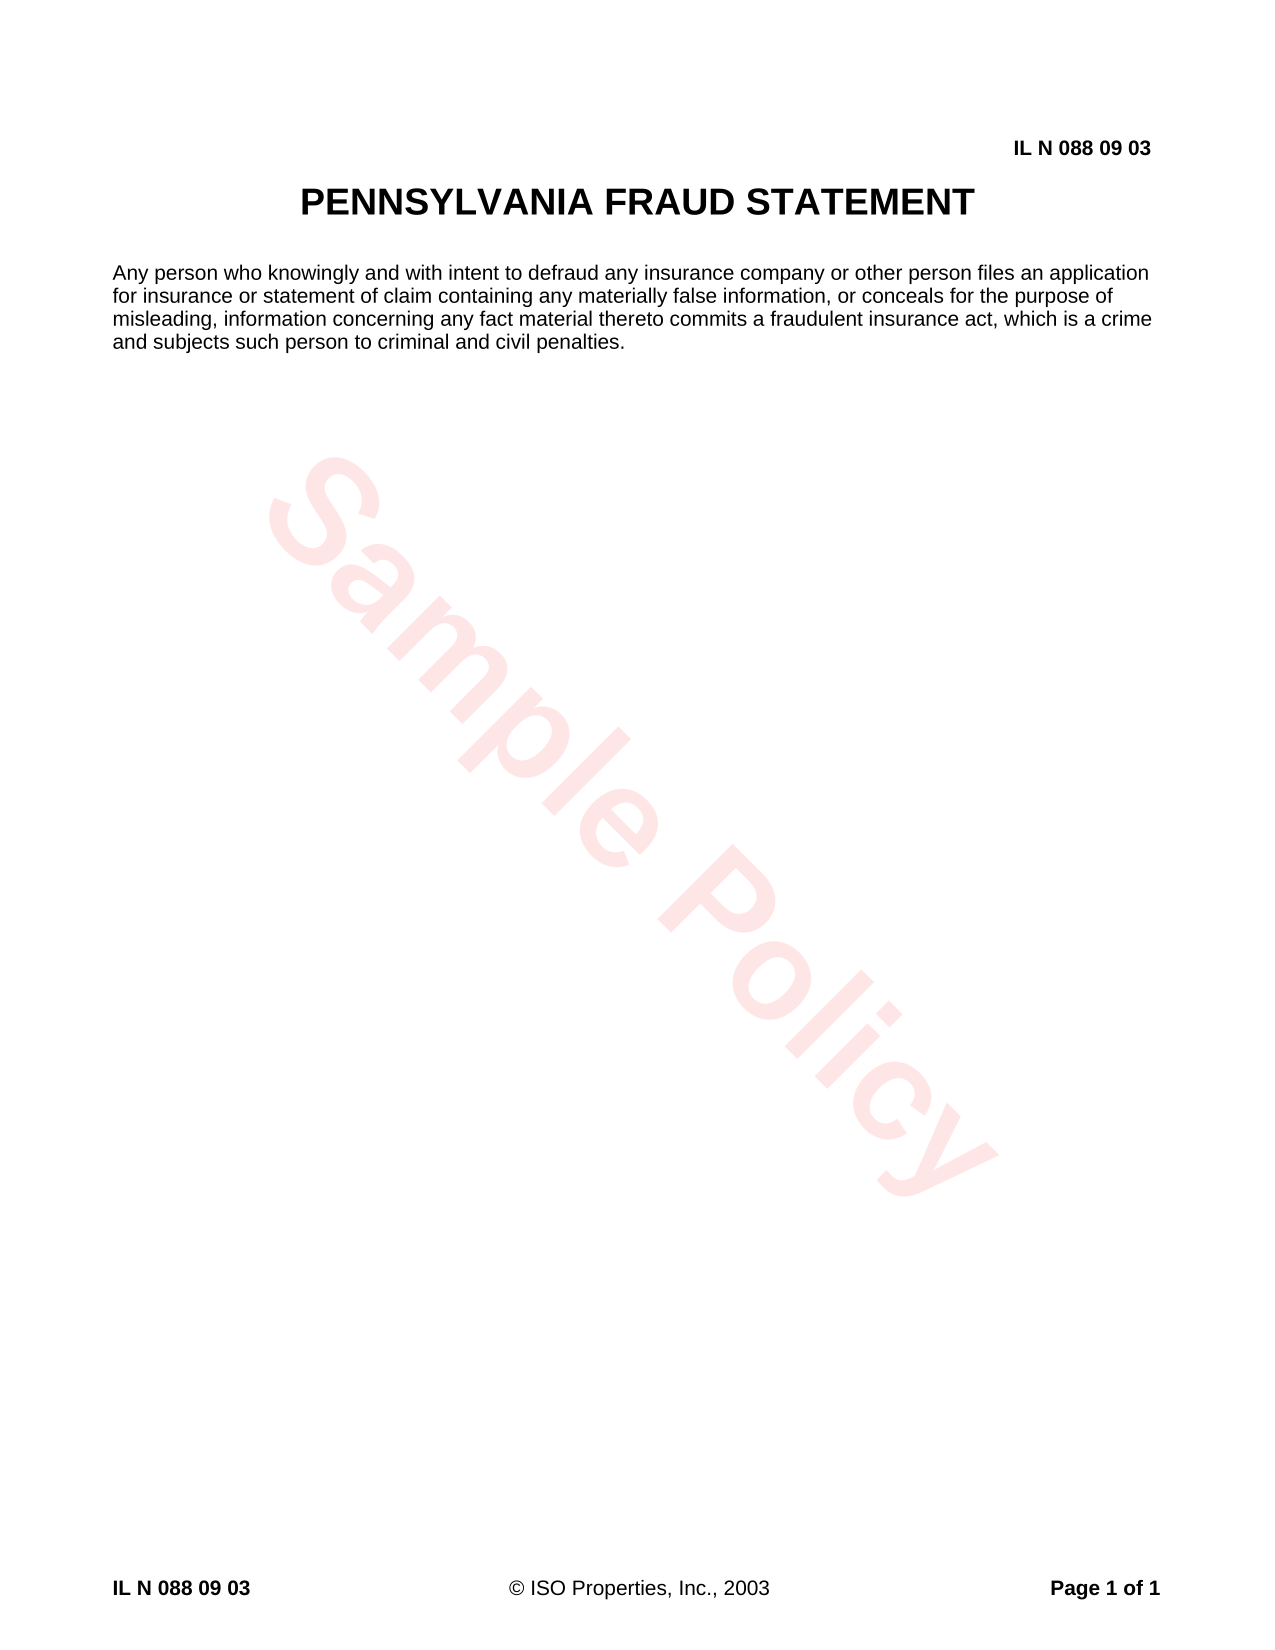 IL N 088 09 03
PENNSYLVANIA FRAUD STATEMENT
Any person who knowingly and with intent to defraud any insurance company or other person files an application
for insurance or statement of claim containing any materially false information, or conceals for the purpose of
misleading, information concerning any fact material thereto commits a fraudulent insurance act, which is a crime
and subjects such person to criminal and civil penalties.
Sample Policy
IL N 088 09 03 © ISO Properties, Inc., 2003 Page 1 of 1